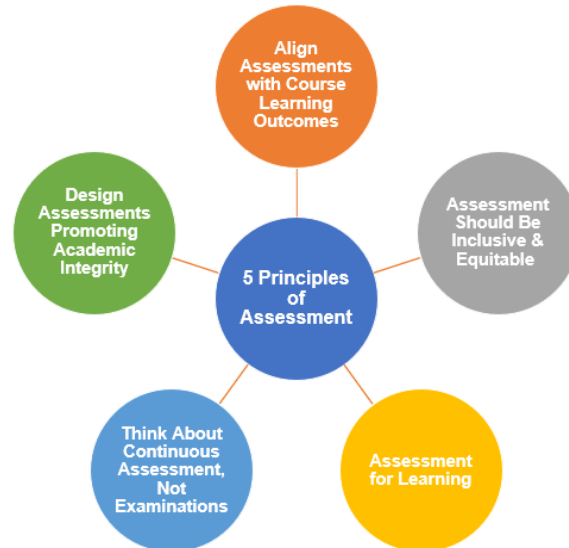 Align
Assessments
with Course
Learning
Outcomes
Design
Assessments
Promoting
Academic
Integrity
Assessment
Should Be
Inclusive &
Equitable
5 Principles
of
Assessment
Think About
Continuous
Assessment,
Not
Examinations
Assessment
for Learning